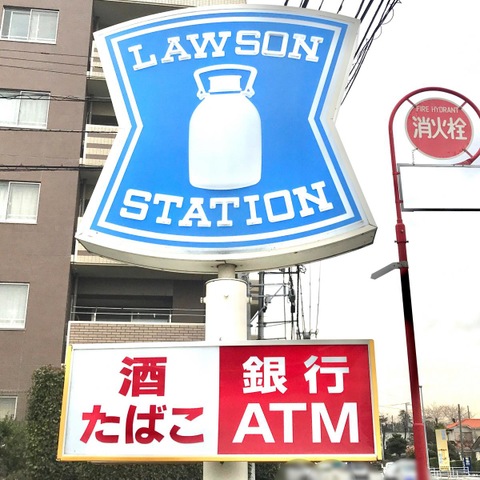 LAWSON
STATION
FIRE HYDRANT
消火栓
酒
たばこ
銀行
ATM